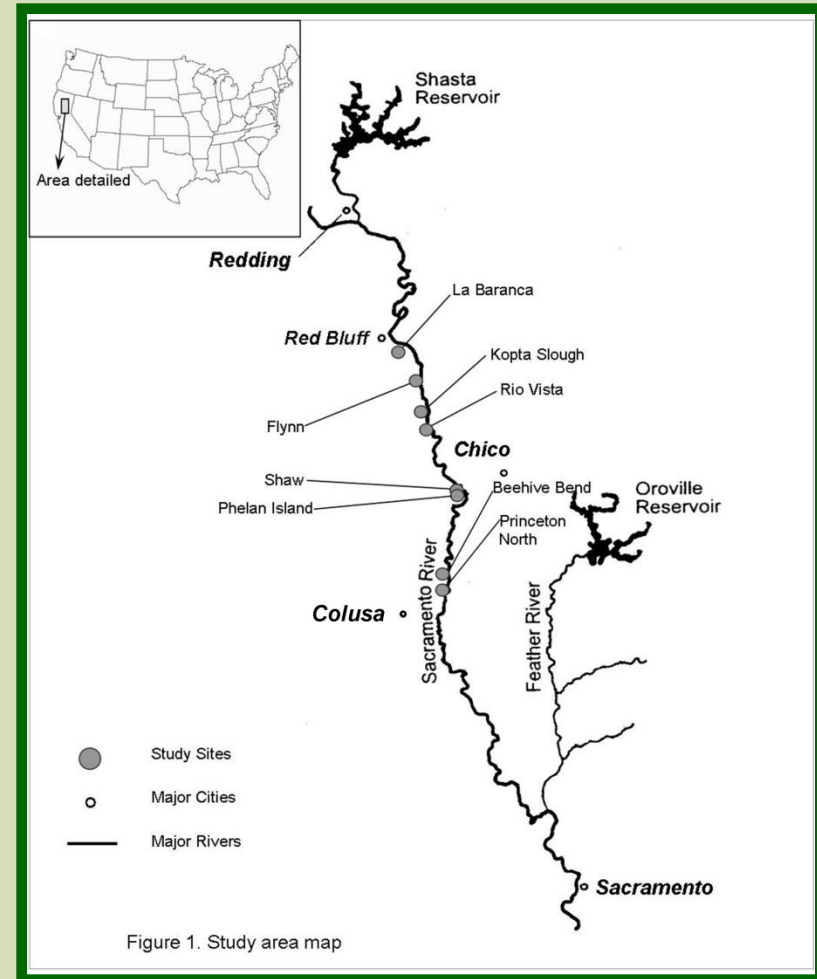 Shasta
Reservoir
Area detailed
Redding
La Baranca
Red Bluff
Kopta Slough
Rio Vista
Flynn
Chico
Shaw
Beehive Bend
Phelan Island
Oroville
Reservoir
Princeton
North
Sacramento River
Feather River
Colusa
Study Sites
Major Cities
Major Rivers
Sacramento
Figure 1. Study area map